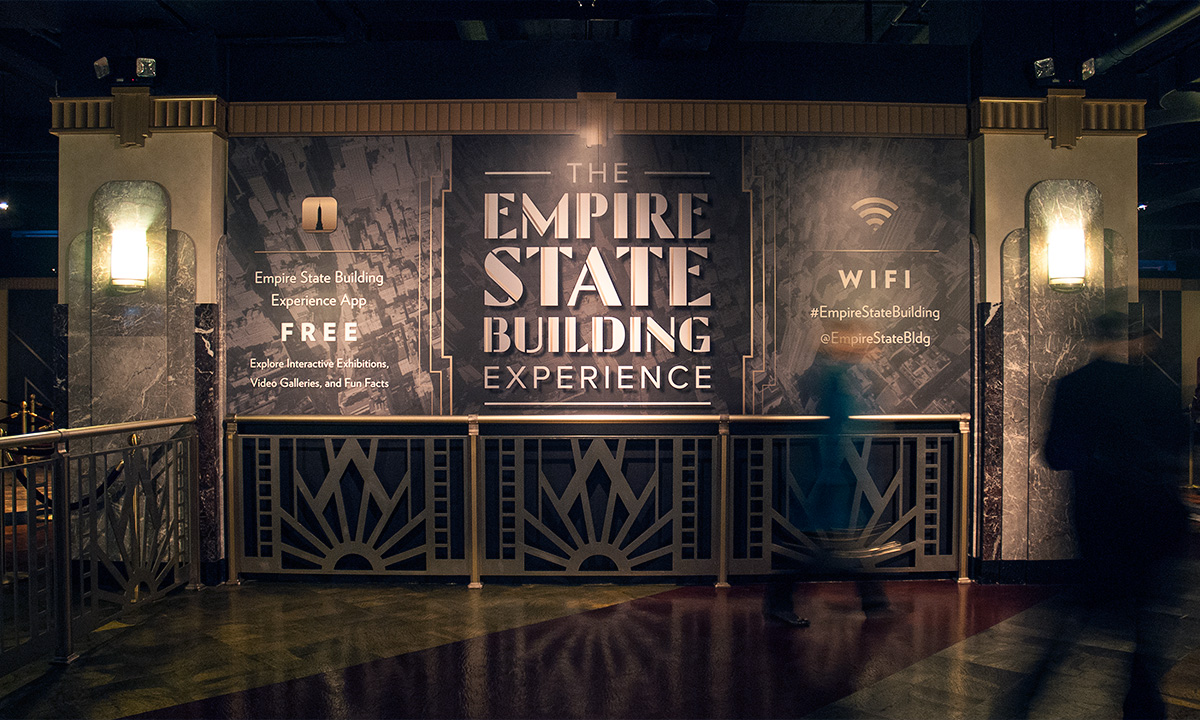 Empire State Building
Experience App
FREE
Explore Interactive Exhibitions,
Video Galleries, and Fun Facts
THE
EMPIRE
STATE
BUILDING
EXPERIENCE
WIFI
#EmpireStateBuilding
@EmpireStateBldg